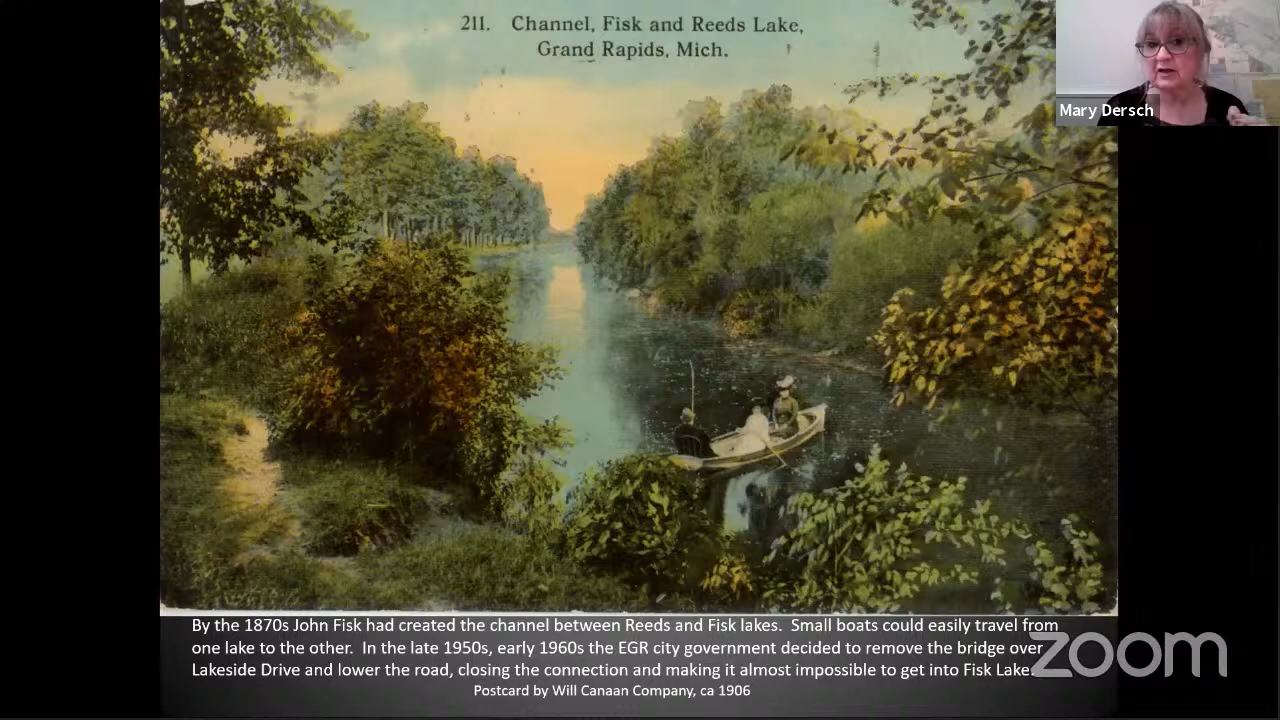 211. Channel, Fisk and Reeds Lake,
Grand Rapids, Mich.
Mary Dersch
By the 1870s John Fisk had created the channel between Reeds and Fisk lakes. Small boats could easily travel from
one lake to the other. In the late 1950s, early 1960s the EGR city government decided to remove the bridge over
Lakeside Drive and lower the road, closing the connection and making it almost impossible to get into Fisk Lake.
Postcard by Will Canaan Company, ca 1906
zoom